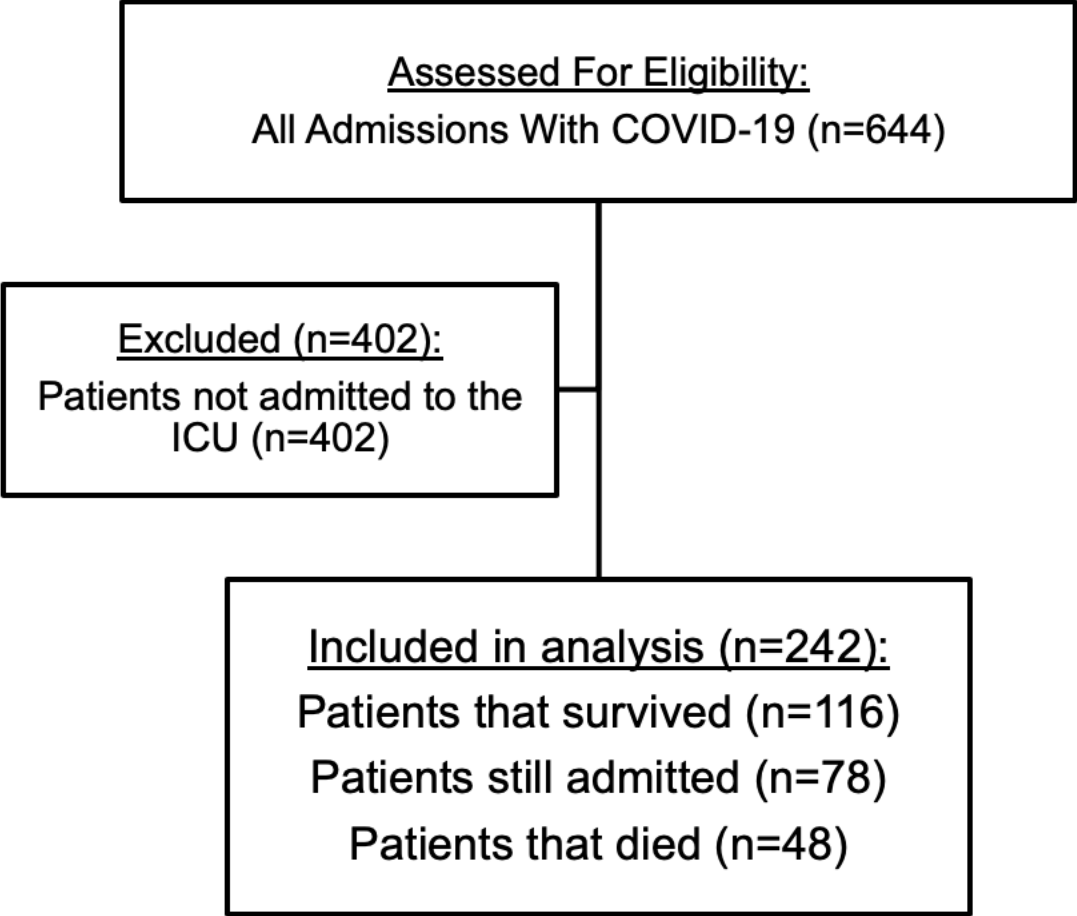 Assessed For Eligibility:
All Admissions With COVID-19 (n=644)
Excluded (n=402):
Patients not admitted to the
ICU (n=402)
Included in analysis (n=242):
Patients that survived (n=116)
Patients still admitted (n=78)
Patients that died (n=48)